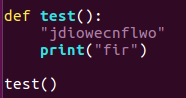 def test():
    "jdiowecnflwo"
    print("fir")

test()